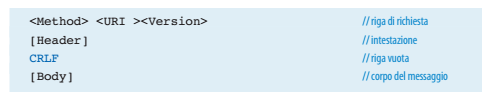 <Method> <URI ><Version> // riga di richiesta
[Header] // intestazione
CRLF // riga vuota
[Body] // corpo del messaggio